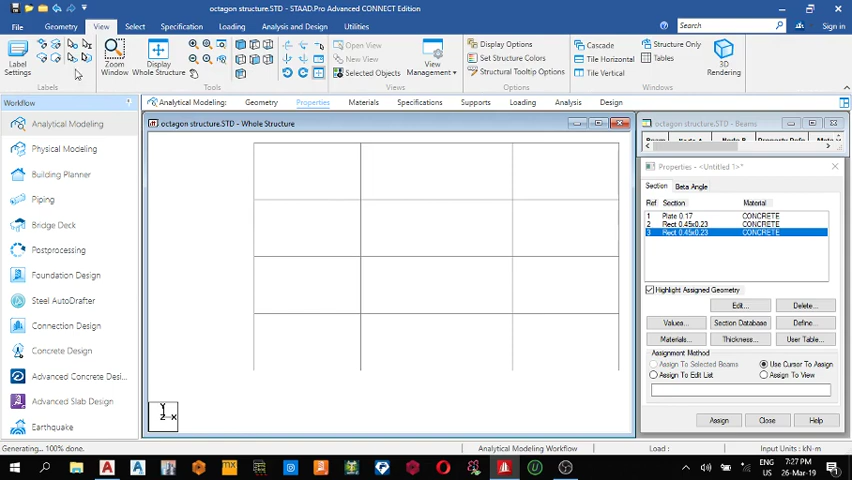 octagon structure.STD - STAAD.Pro Advanced CONNECT Edition
File Geometry View Select Specification Loading Analysis and Design Utilities Search Sign in
Label Settings
Labels
Zoom Window
Display Whole Structure
Tools
Open View
View
Selected Objects
View Management
Views
Display Options
Set Structure Colors
Structural Tooltip Options
Options
Cascade
Tile Horizontal
Tile Vertical
Structure Only
Tables
Windows
3D Rendering
Workflow
Analytical Modeling: Geometry Properties Materials Specifications Supports Loading Analysis Design
Analytical Modeling
Physical Modeling
Building Planner
Piping
Bridge Deck
Postprocessing
Foundation Design
Steel AutoDrafter
Connection Design
Concrete Design
Advanced Concrete Desi...
Advanced Slab Design
Earthquake
octagon structure.STD - Whole Structure
Y
Z X
octagon structure.STD - Beams
Properties - <Untitled 1>*
Section Beta Angle
Ref Section Material
1 Plate 0.17 CONCRETE
2 Rect 0.45x0.23 CONCRETE
3 Rect 0.45x0.23 CONCRETE
Highlight Assigned Geometry
Edit... Delete...
Values... Section Database Define...
Materials... Thickness... User Table...
Assignment Method
Assign To Selected Beams Use Cursor To Assign
Assign To Edit List Assign To View
Assign Close Help
Generating... 100% done. Analytical Modeling Workflow Load : Input Units : kN-m
ENG
US
7:27 PM
26-Mar-19